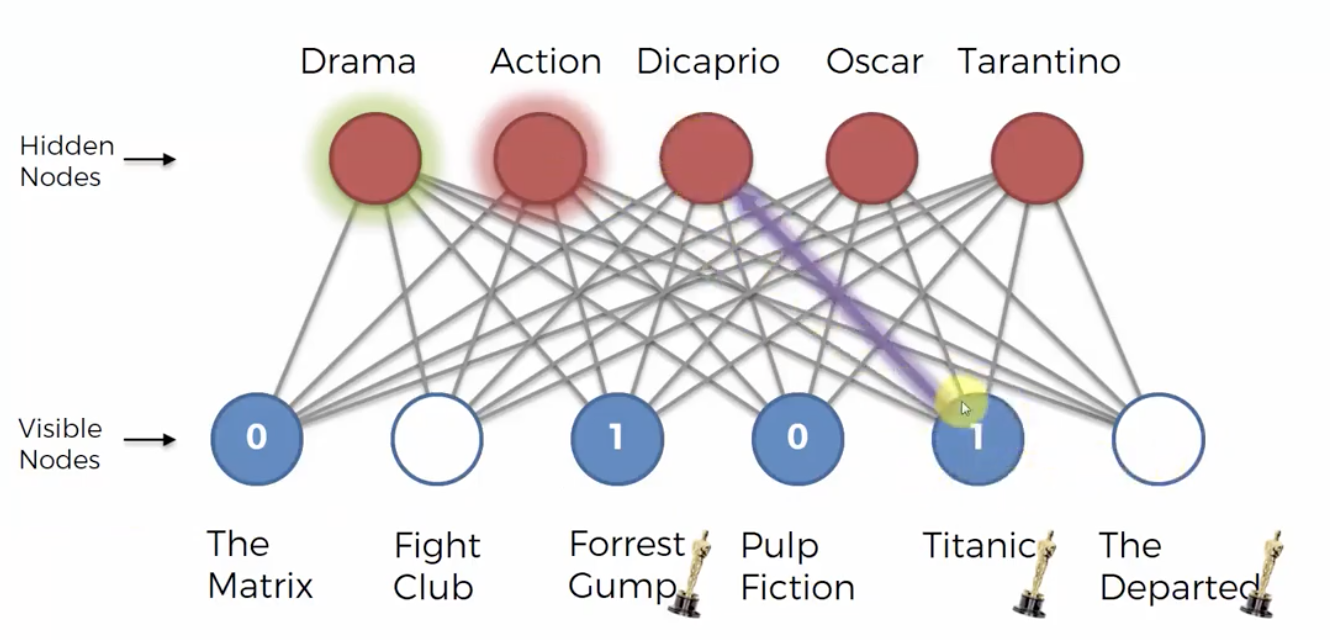 Drama Action Dicaprio Oscar Tarantino
Hidden
Nodes
0 1 0 1
Visible
Nodes
The
Matrix
Fight
Club
Forrest
Gump
Pulp
Fiction
Titanic
The
Departed